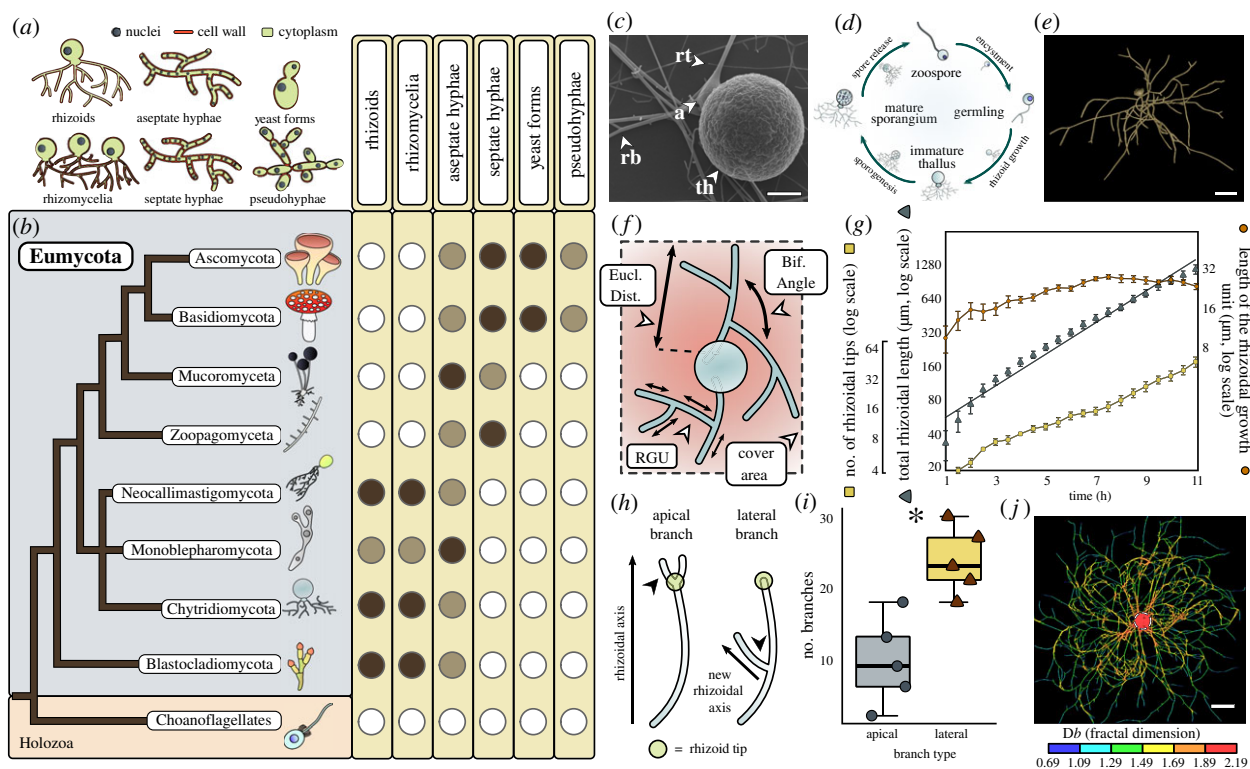 (a)
nuclei cell wall cytoplasm
rhizoids aseptate hyphae yeast forms
rhizomycelia septate hyphae pseudohyphae
rhizoids
rhizomycelia
aseptate hyphae
septate hyphae
yeast forms
pseudohyphae
(b)
Eumycota
Ascomycota
Basidiomycota
Mucoromyceta
Zoopagomyceta
Neocallimastigomycota
Monoblepharomycota
Chytridiomycota
Blastocladiomycota
Choanoflagellates
Holozoa
(c)
rt
a
rb
th
(d)
spore release
encystment
zoospore
mature
sporangium
germling
immature
thallus
sporogenesis
rhizoid growth
(e)
(f)
Eucl.
Dist.
Bif.
Angle
RGU
cover
area
(g)
no. of rhizoidal tips (log scale)
64
32
16
8
4
total rhizoidal length (µm, log scale)
1280
640
320
160
80
40
20
1 3 5 7 9 11
time (h)
32
16
8
length of the rhizoidal growth
unit (µm, log scale)
(h)
apical
branch
lateral
branch
rhizoidal axis
new
rhizoidal
axis
= rhizoid tip
(i)
*
no. branches
30
20
10
apical lateral
branch type
(j)
Db (fractal dimension)
0.69 1.09 1.29 1.49 1.69 1.89 2.19